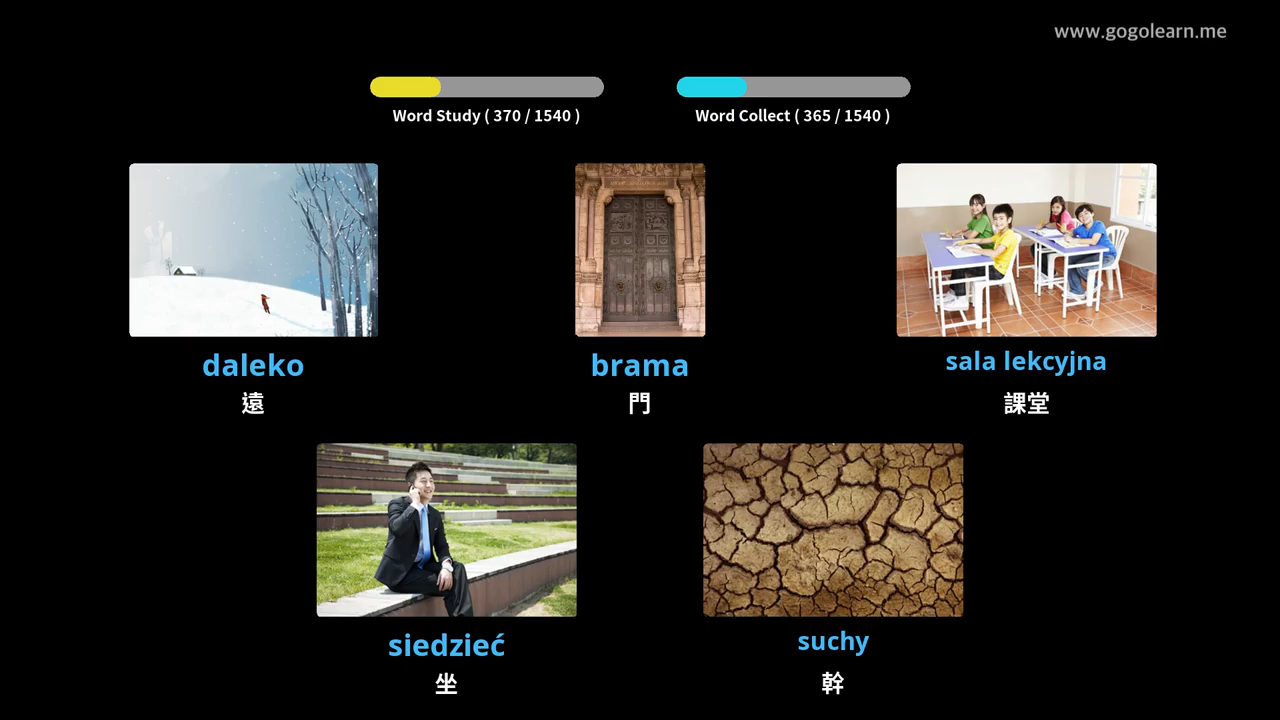 www.gogolearn.me
Word Study ( 370 / 1540 )
Word Collect ( 365 / 1540 )
daleko
遠
brama
門
sala lekcyjna
課堂
siedzieć
坐
suchy
幹